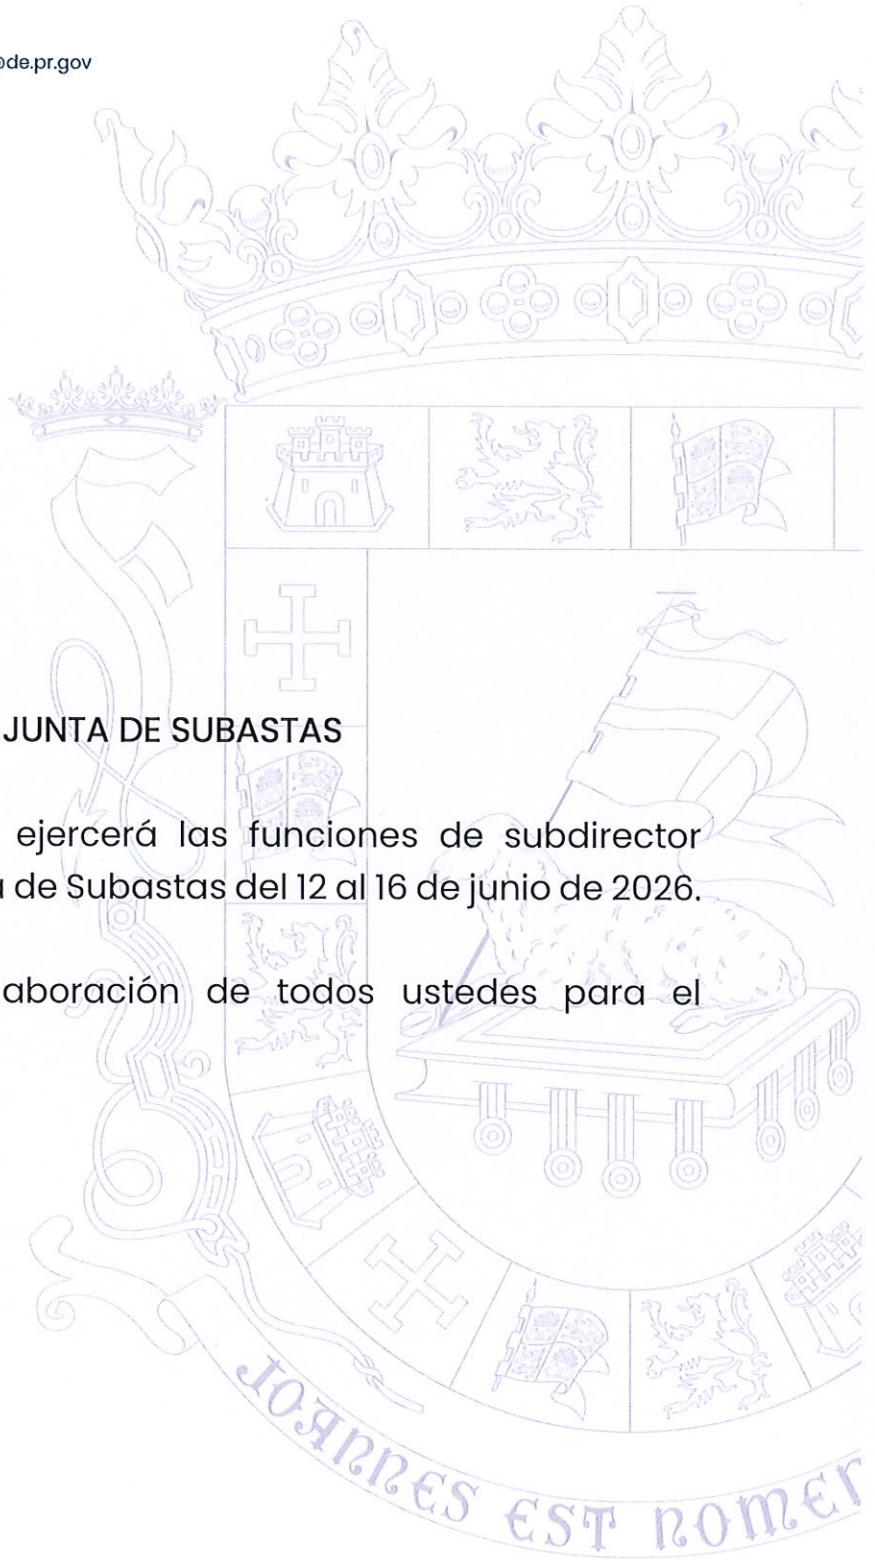 @de.pr.gov
JUNTA DE SUBASTAS
ejercerá las funciones de subdirector
de Subastas del 12 al 16 de junio de 2026.
aboración de todos ustedes para el
JOANNES EST NOMEN